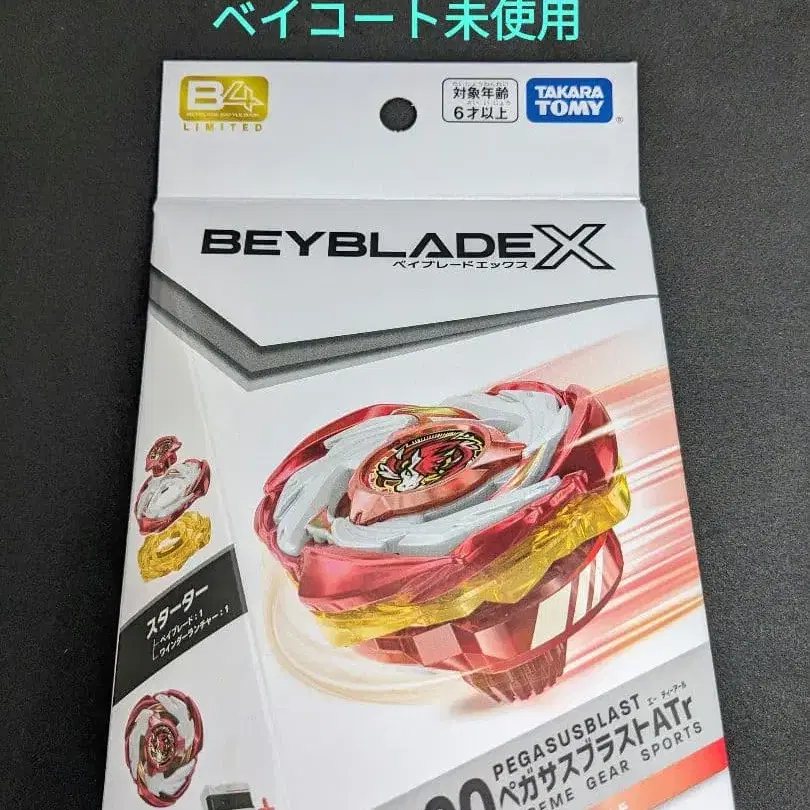 ベイコート未使用
B4
BEYBLADE BATTLE BASE
LIMITED
たいしょうねんれい
対象年齢
さい いじょう
6才以上
TAKARA
TOMY
®
BEYBLADE X
ベイブレードエックス
スターター
ベイブレード:1
ワインダーランチャー:1
PEGASUSBLAST
エー ティーアール
ペガサスブラストATr
GEAR SPORTS